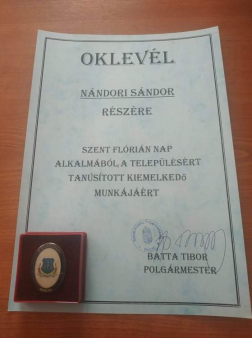 OKLEVÉL
NÁNDORI SÁNDOR
RÉSZÉRE
SZENT FLÓRIÁN NAP
ALKALMÁBÓL, A TELEPÜLÉSÉRT
TANÚSÍTOTT KIEMELKEDŐ
MUNKÁJÁÉRT
BATTA TIBOR
POLGÁRMESTER